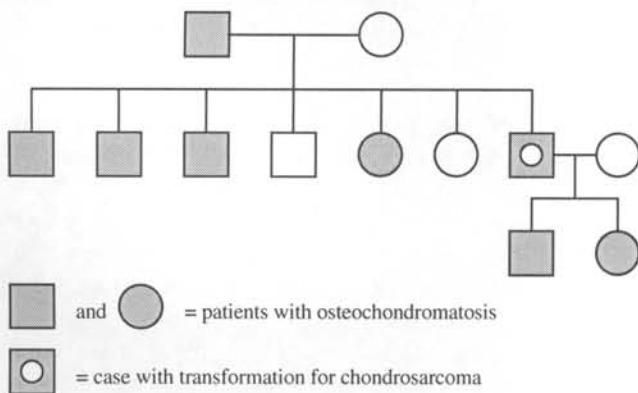 and = patients with osteochondromatosis
= case with transformation for chondrosarcoma